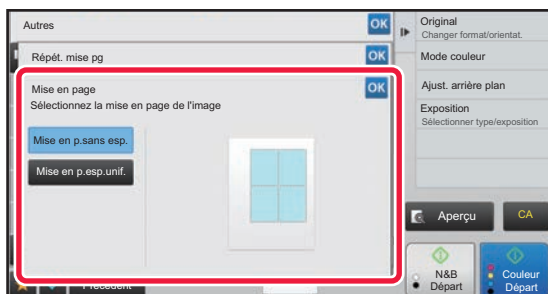 Autres
OK
Répét. mise pg
OK
Mise en page
OK
Sélectionnez la mise en page de l'image
Mise en p.sans esp.
Mise en p.esp.unif.
Précédent
Original
Changer format/orientat.
Mode couleur
Ajust. arrière plan
Exposition
Sélectionner type/exposition
Aperçu
CA
N&B
Départ
Couleur
Départ